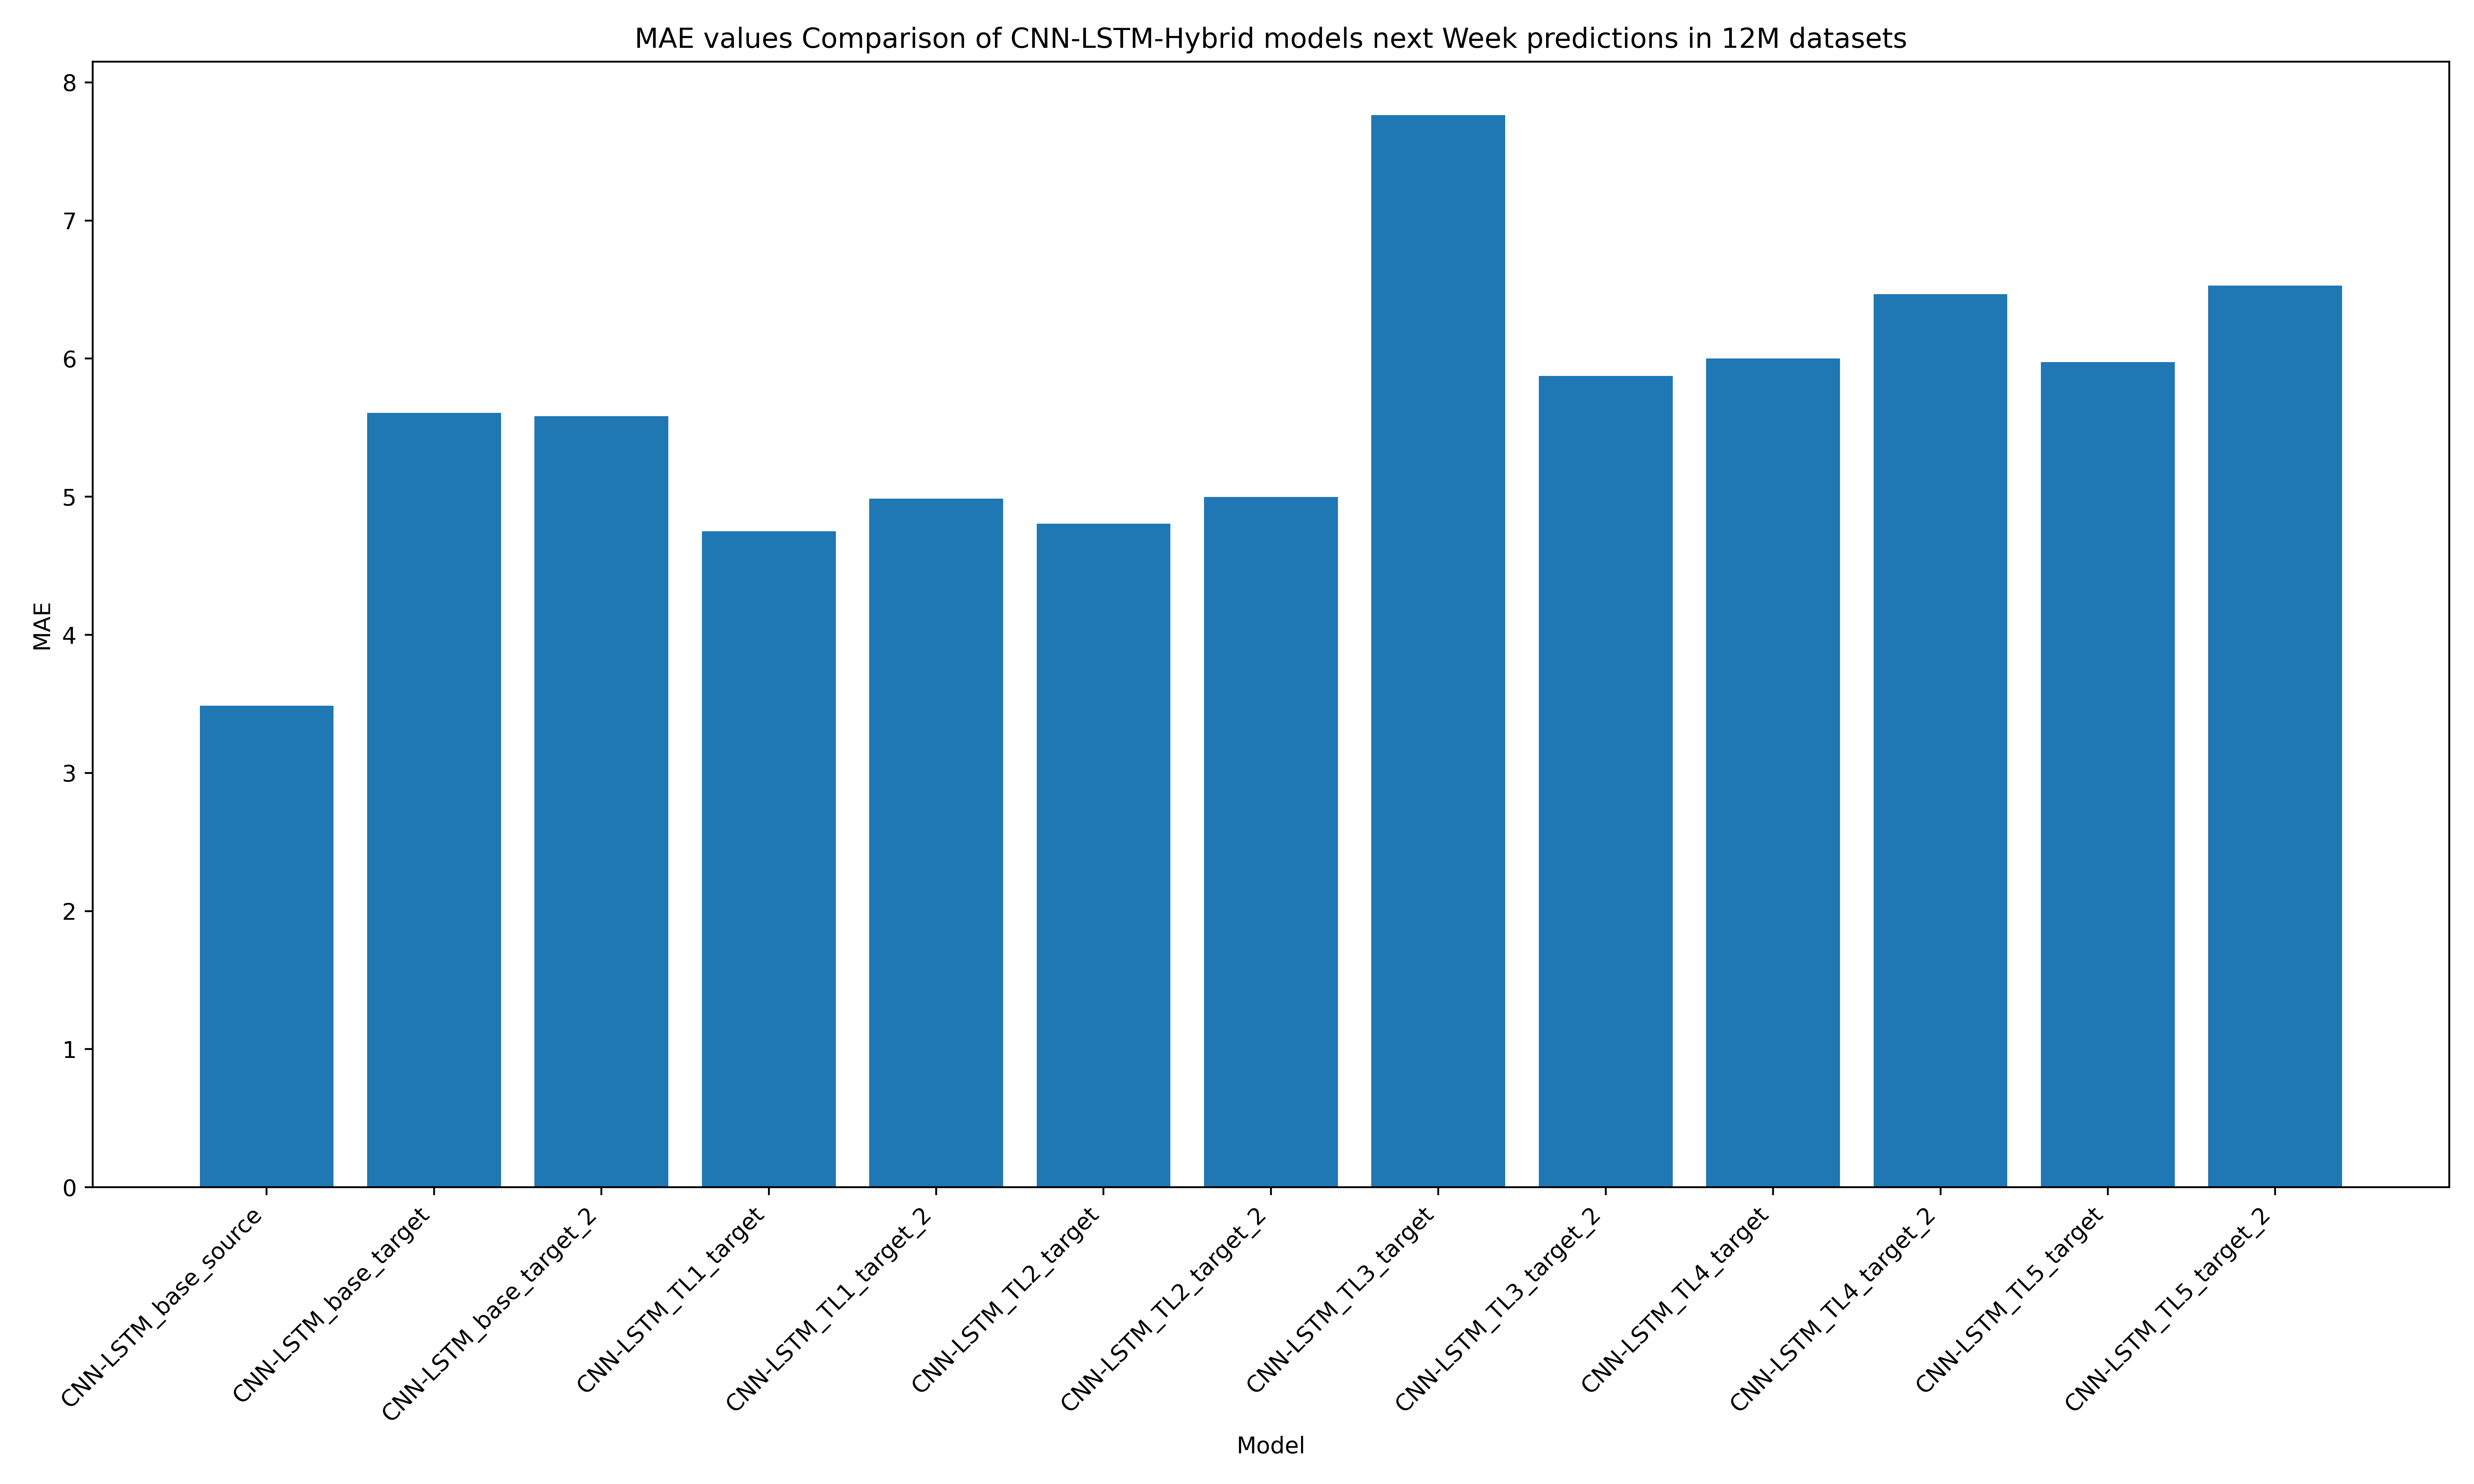 MAE values Comparison of CNN-LSTM-Hybrid models next Week predictions in 12M datasets
8
7
6
5
4
3
2
1
0
MAE
CNN-LSTM_base_source
CNN-LSTM_base_target
CNN-LSTM_base_target_2
CNN-LSTM_TL1_target
CNN-LSTM_TL1_target_2
CNN-LSTM_TL2_target
CNN-LSTM_TL2_target_2
CNN-LSTM_TL3_target
CNN-LSTM_TL3_target_2
CNN-LSTM_TL4_target
CNN-LSTM_TL4_target_2
CNN-LSTM_TL5_target
CNN-LSTM_TL5_target_2
Model